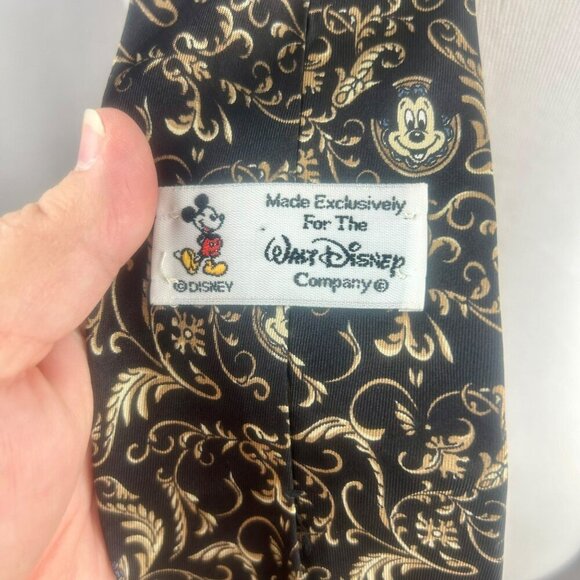 Made Exclusively
For The
Walt Disney
Company©
©DISNEY